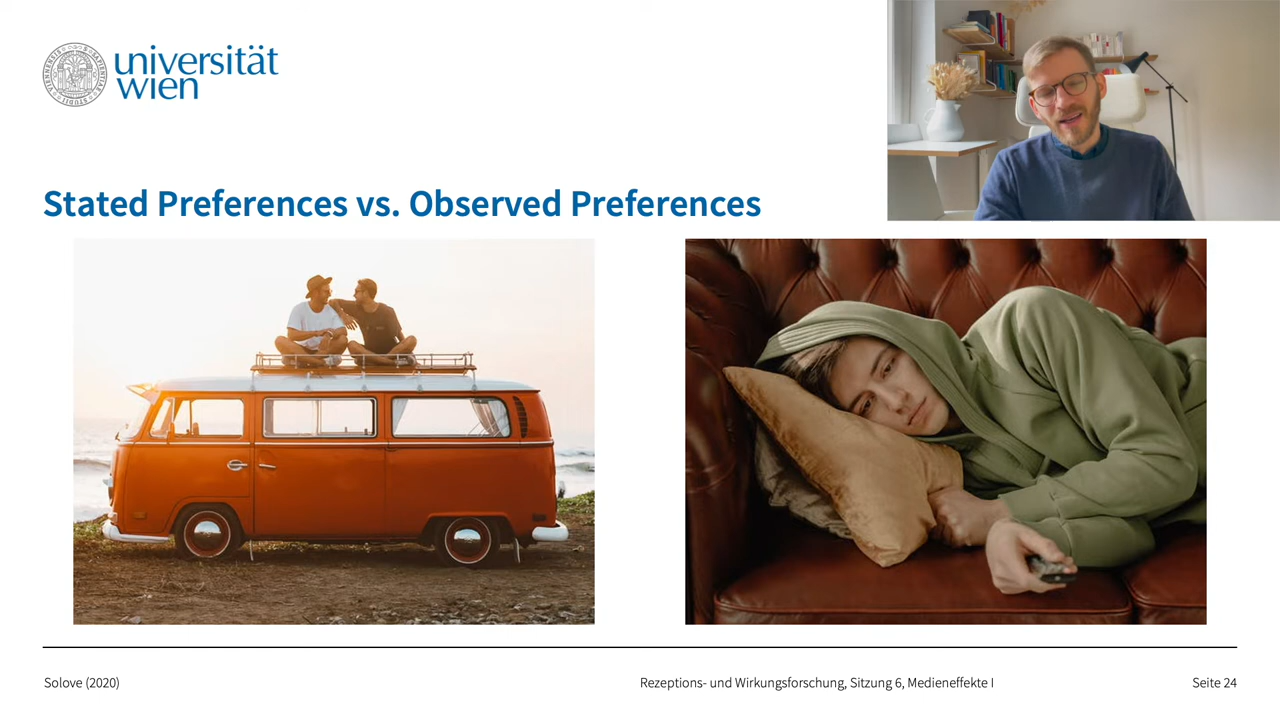 universität
wien
Stated Preferences vs. Observed Preferences
Solove (2020)
Rezeptions- und Wirkungsforschung, Sitzung 6, Medieneffekte I
Seite 24